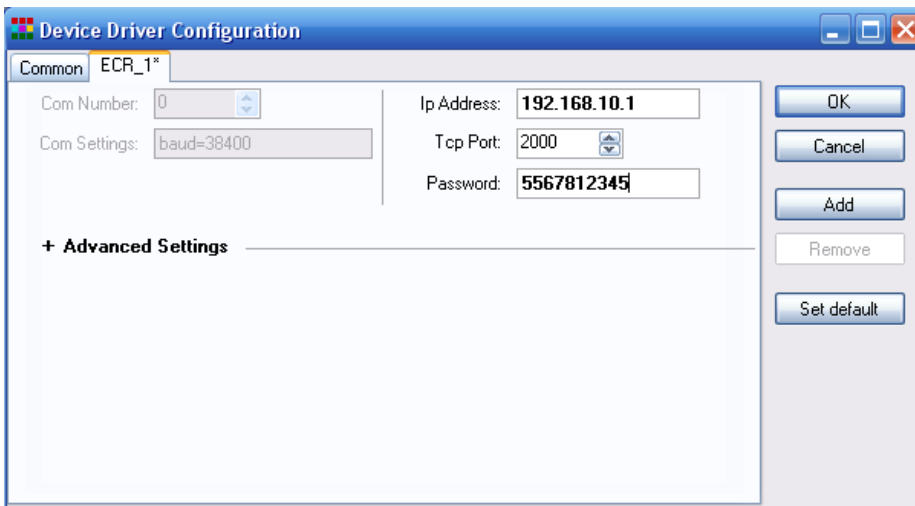 Device Driver Configuration
Common
ECR_1*
Com Number:
0
Com Settings:
baud=38400
Ip Address:
192.168.10.1
Tcp Port:
2000
Password:
5567812345
+ Advanced Settings
OK
Cancel
Add
Remove
Set default